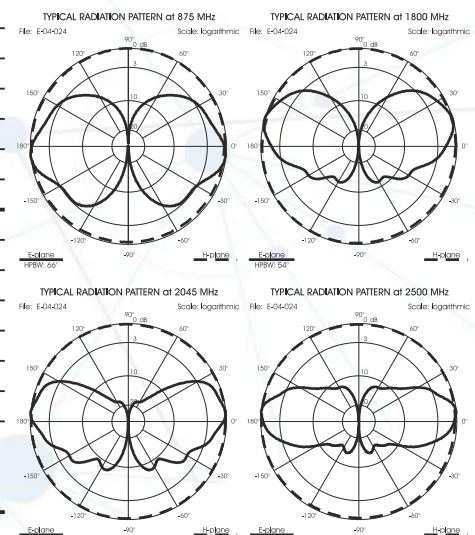 TYPICAL RADIATION PATTERN at 875 MHz
File: E-04-024 Scale: logarithmic
90°
0 dB
120° 60°
3
150° 30°
10
180° 0°
-150° -30°
-120° -60°
-90°
E-plane H-plane
HPBW: 66°
TYPICAL RADIATION PATTERN at 1800 MHz
File: E-04-024 Scale: logarithmic
90°
0 dB
120° 60°
3
150° 30°
10
180° 0°
-150° -30°
-120° -60°
-90°
E-plane H-plane
HPBW: 54°
TYPICAL RADIATION PATTERN at 2045 MHz
File: E-04-024 Scale: logarithmic
90°
0 dB
120° 60°
3
150° 30°
10
180° 0°
-150° -30°
-120° -60°
-90°
E-plane H-plane
TYPICAL RADIATION PATTERN at 2500 MHz
File: E-04-024 Scale: logarithmic
90°
0 dB
120° 60°
3
150° 30°
10
180° 0°
-150° -30°
-120° -60°
-90°
E-plane H-plane